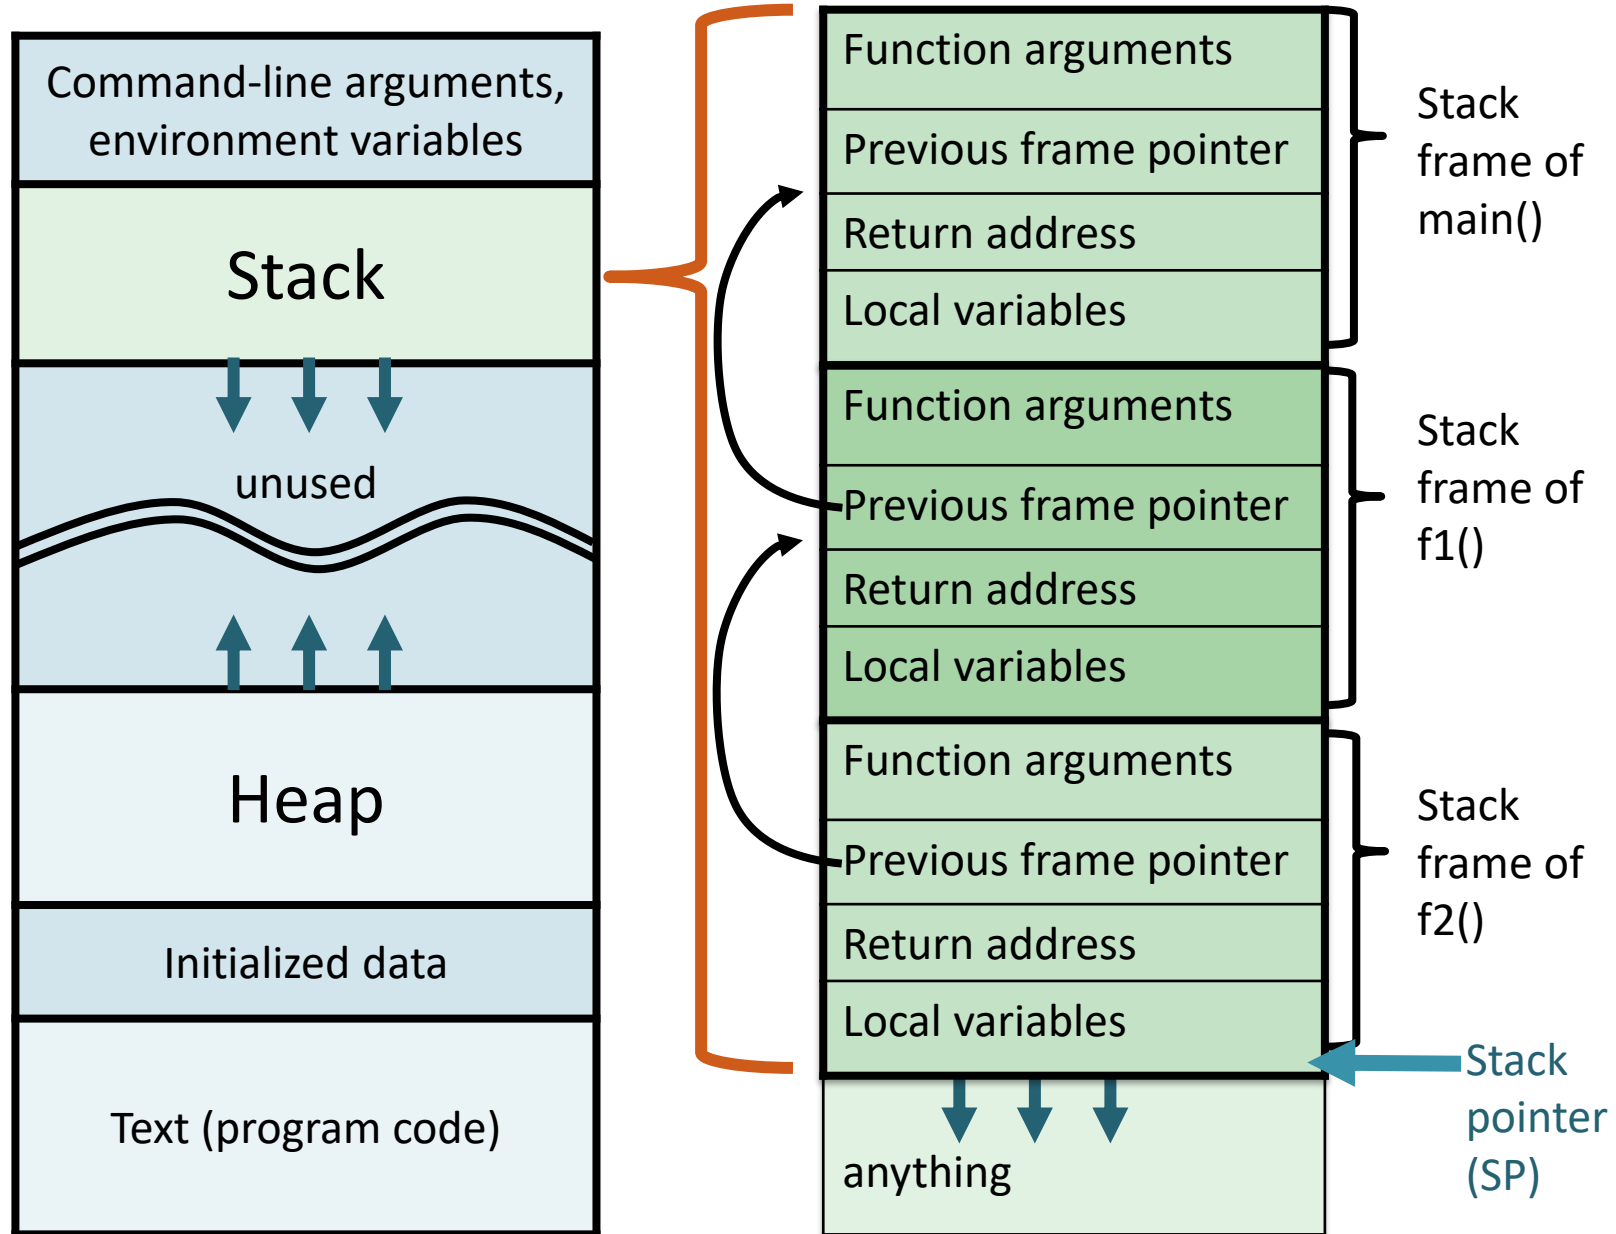 Command-line arguments,
environment variables
Stack
unused
Heap
Initialized data
Text (program code)
Function arguments
Previous frame pointer
Return address
Local variables
Stack
frame of
main()
Function arguments
Previous frame pointer
Return address
Local variables
Stack
frame of
f1()
Function arguments
Previous frame pointer
Return address
Local variables
Stack
frame of
f2()
Stack
pointer
(SP)
anything